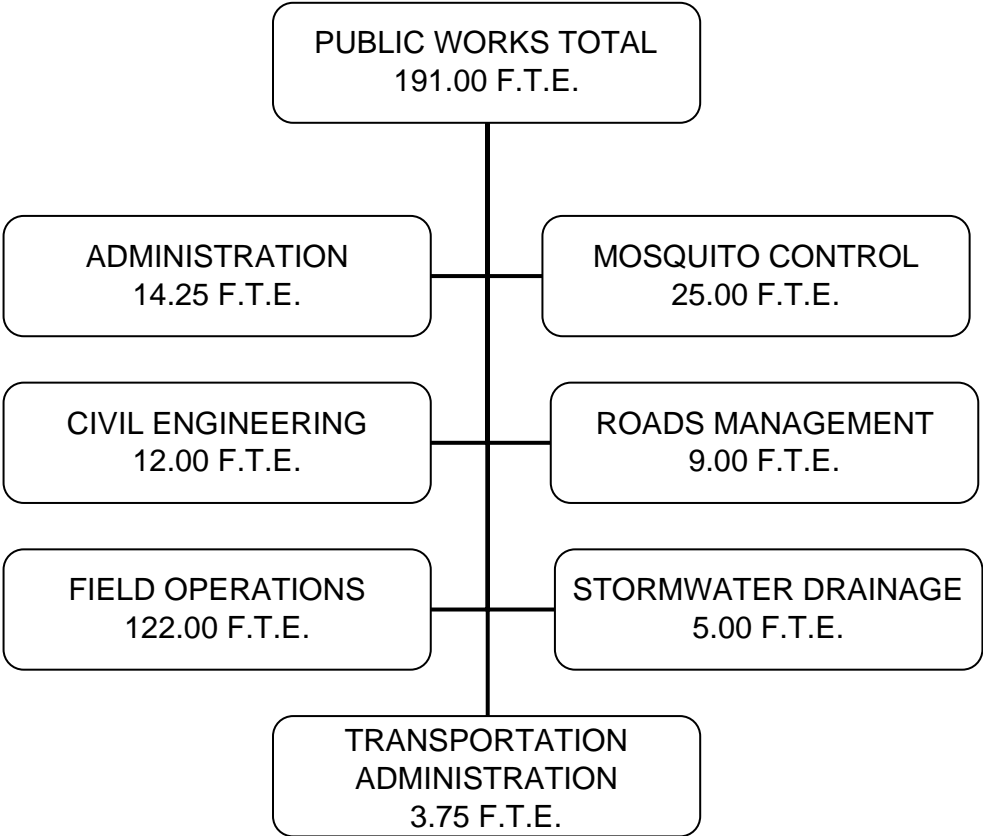 PUBLIC WORKS TOTAL
191.00 F.T.E.
ADMINISTRATION
14.25 F.T.E.
MOSQUITO CONTROL
25.00 F.T.E.
CIVIL ENGINEERING
12.00 F.T.E.
ROADS MANAGEMENT
9.00 F.T.E.
FIELD OPERATIONS
122.00 F.T.E.
STORMWATER DRAINAGE
5.00 F.T.E.
TRANSPORTATION
ADMINISTRATION
3.75 F.T.E.